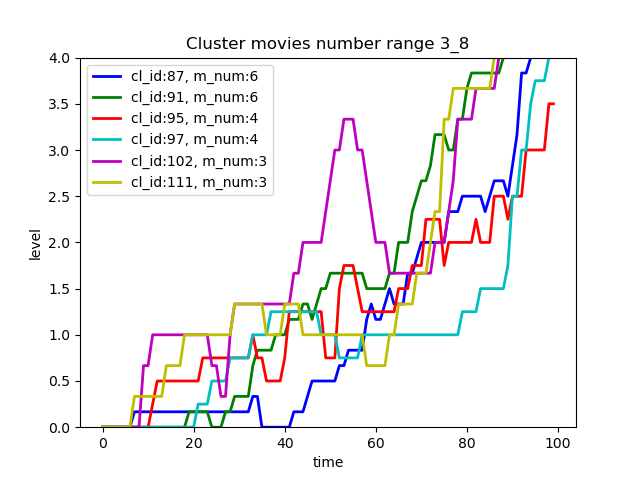 Cluster movies number range 3_8
cl_id:87, m_num:6
cl_id:91, m_num:6
cl_id:95, m_num:4
cl_id:97, m_num:4
cl_id:102, m_num:3
cl_id:111, m_num:3
4.0
3.5
3.0
2.5
2.0
1.5
1.0
0.5
0.0
level
0 20 40 60 80 100
time